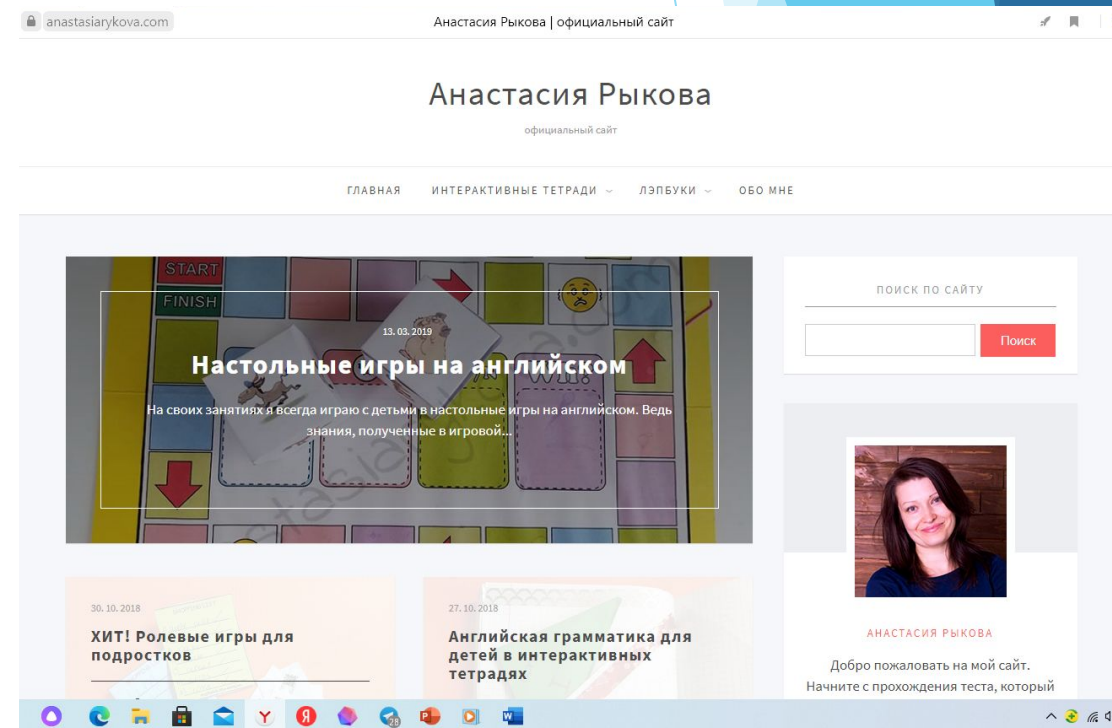 anastasiarykova.com
Анастасия Рыкова | официальный сайт
Анастасия Рыкова
официальный сайт
ГЛАВНАЯ ИНТЕРАКТИВНЫЕ ТЕТРАДИ ЛЭПБУКИ ОБО МНЕ
START
FINISH
13. 03. 2019
Настольные игры на английском
На своих занятиях я всегда играю с детьми в настольные игры на английском. Ведь
знания, полученные в игровой...
30. 10. 2018
ХИТ! Ролевые игры для
подростков
27. 10. 2018
Английская грамматика для
детей в интерактивных
тетрадях
ПОИСК ПО САЙТУ
Поиск
АНАСТАСИЯ РЫКОВА
Добро пожаловать на мой сайт.
Начните с прохождения теста, который
28